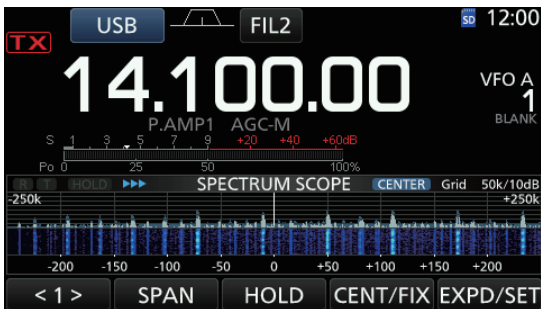 USB FIL2 SD 12:00
TX
14.100.00 VFO A
1
P.AMP1 AGC-M BLANK
S 1 3 5 7 9 +20 +40 +60dB
Po 0 25 50 100%
R T HOLD SPECTRUM SCOPE CENTER Grid 50k/10dB
-250k +250k
-200 -150 -100 -50 0 +50 +100 +150 +200
< 1 > SPAN HOLD CENT/FIX EXPD/SET